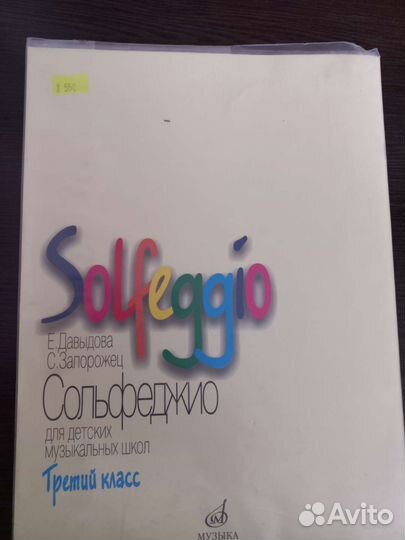 Solfeggio
Е.Давыдова
С.Запорожец
Сольфеджио
для детских
музыкальных школ
Третий класс
МУЗЫКА
Avito